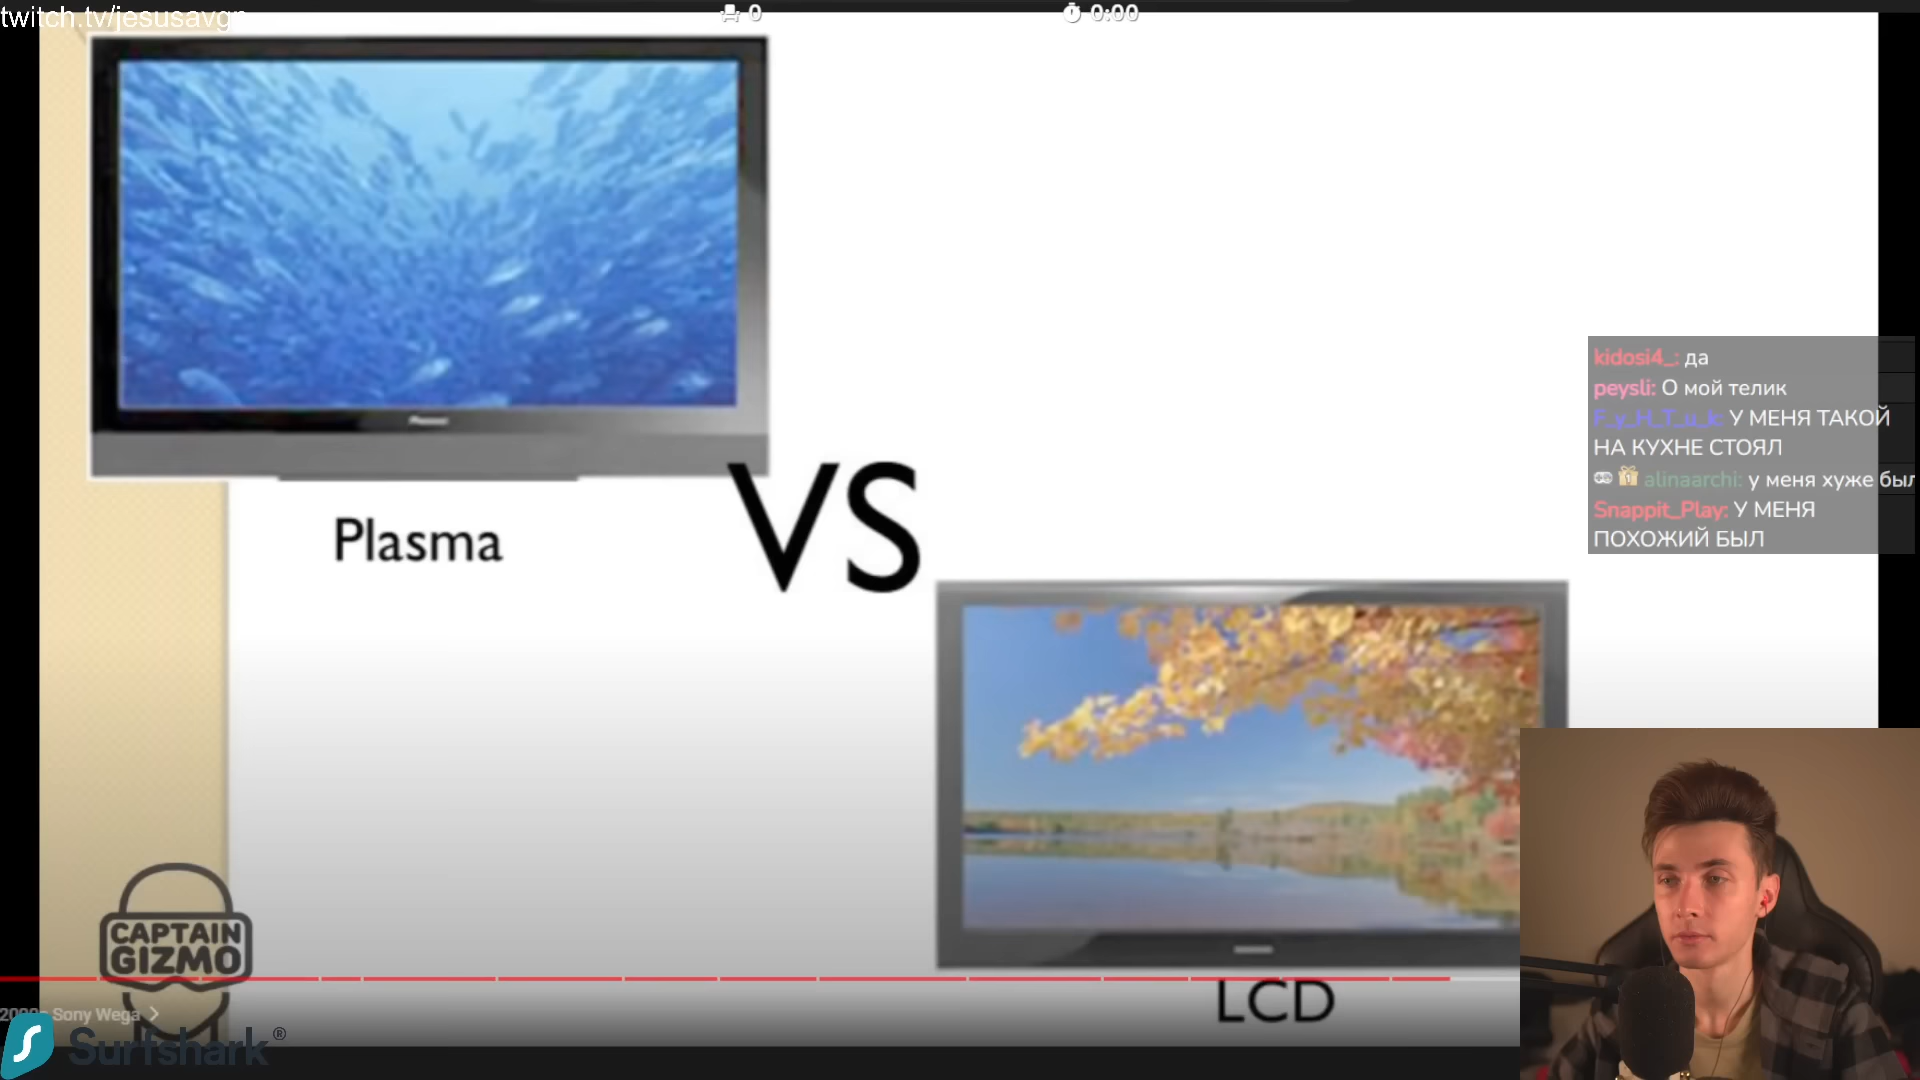 twitch.tv/jesusavgn
0
0:00
Plasma
VS
LCD
kidosi4_: да
peysli: О мой телик
F_y_H_T_u_k: У МЕНЯ ТАКОЙ
НА КУХНЕ СТОЯЛ
alinaarchi: у меня хуже был
Snappit_Play: У МЕНЯ
ПОХОЖИЙ БЫЛ
CAPTAIN
GIZMO
Sony Wega
Surfshark®